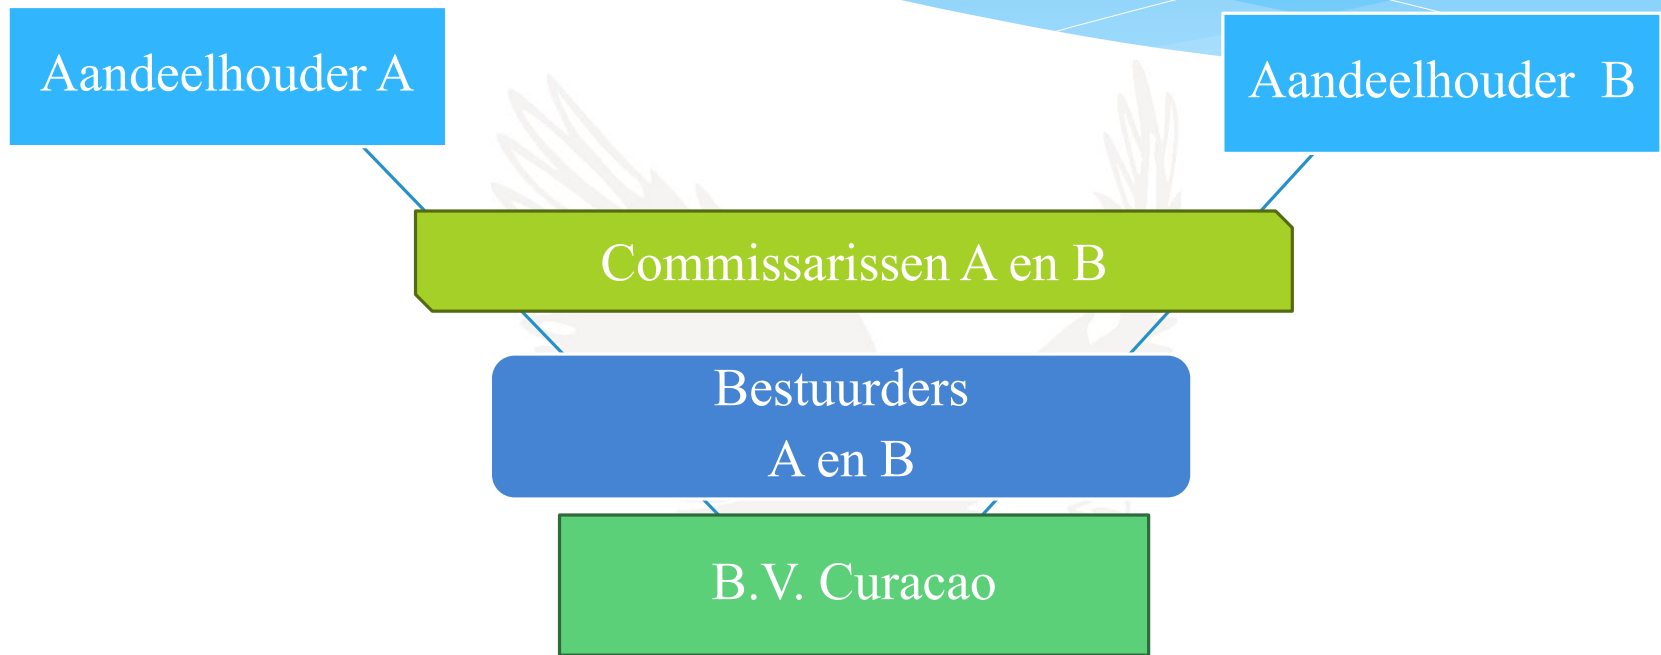 Aandeelhouder A
Aandeelhouder B
Commissarissen A en B
Bestuurders
A en B
B.V. Curacao